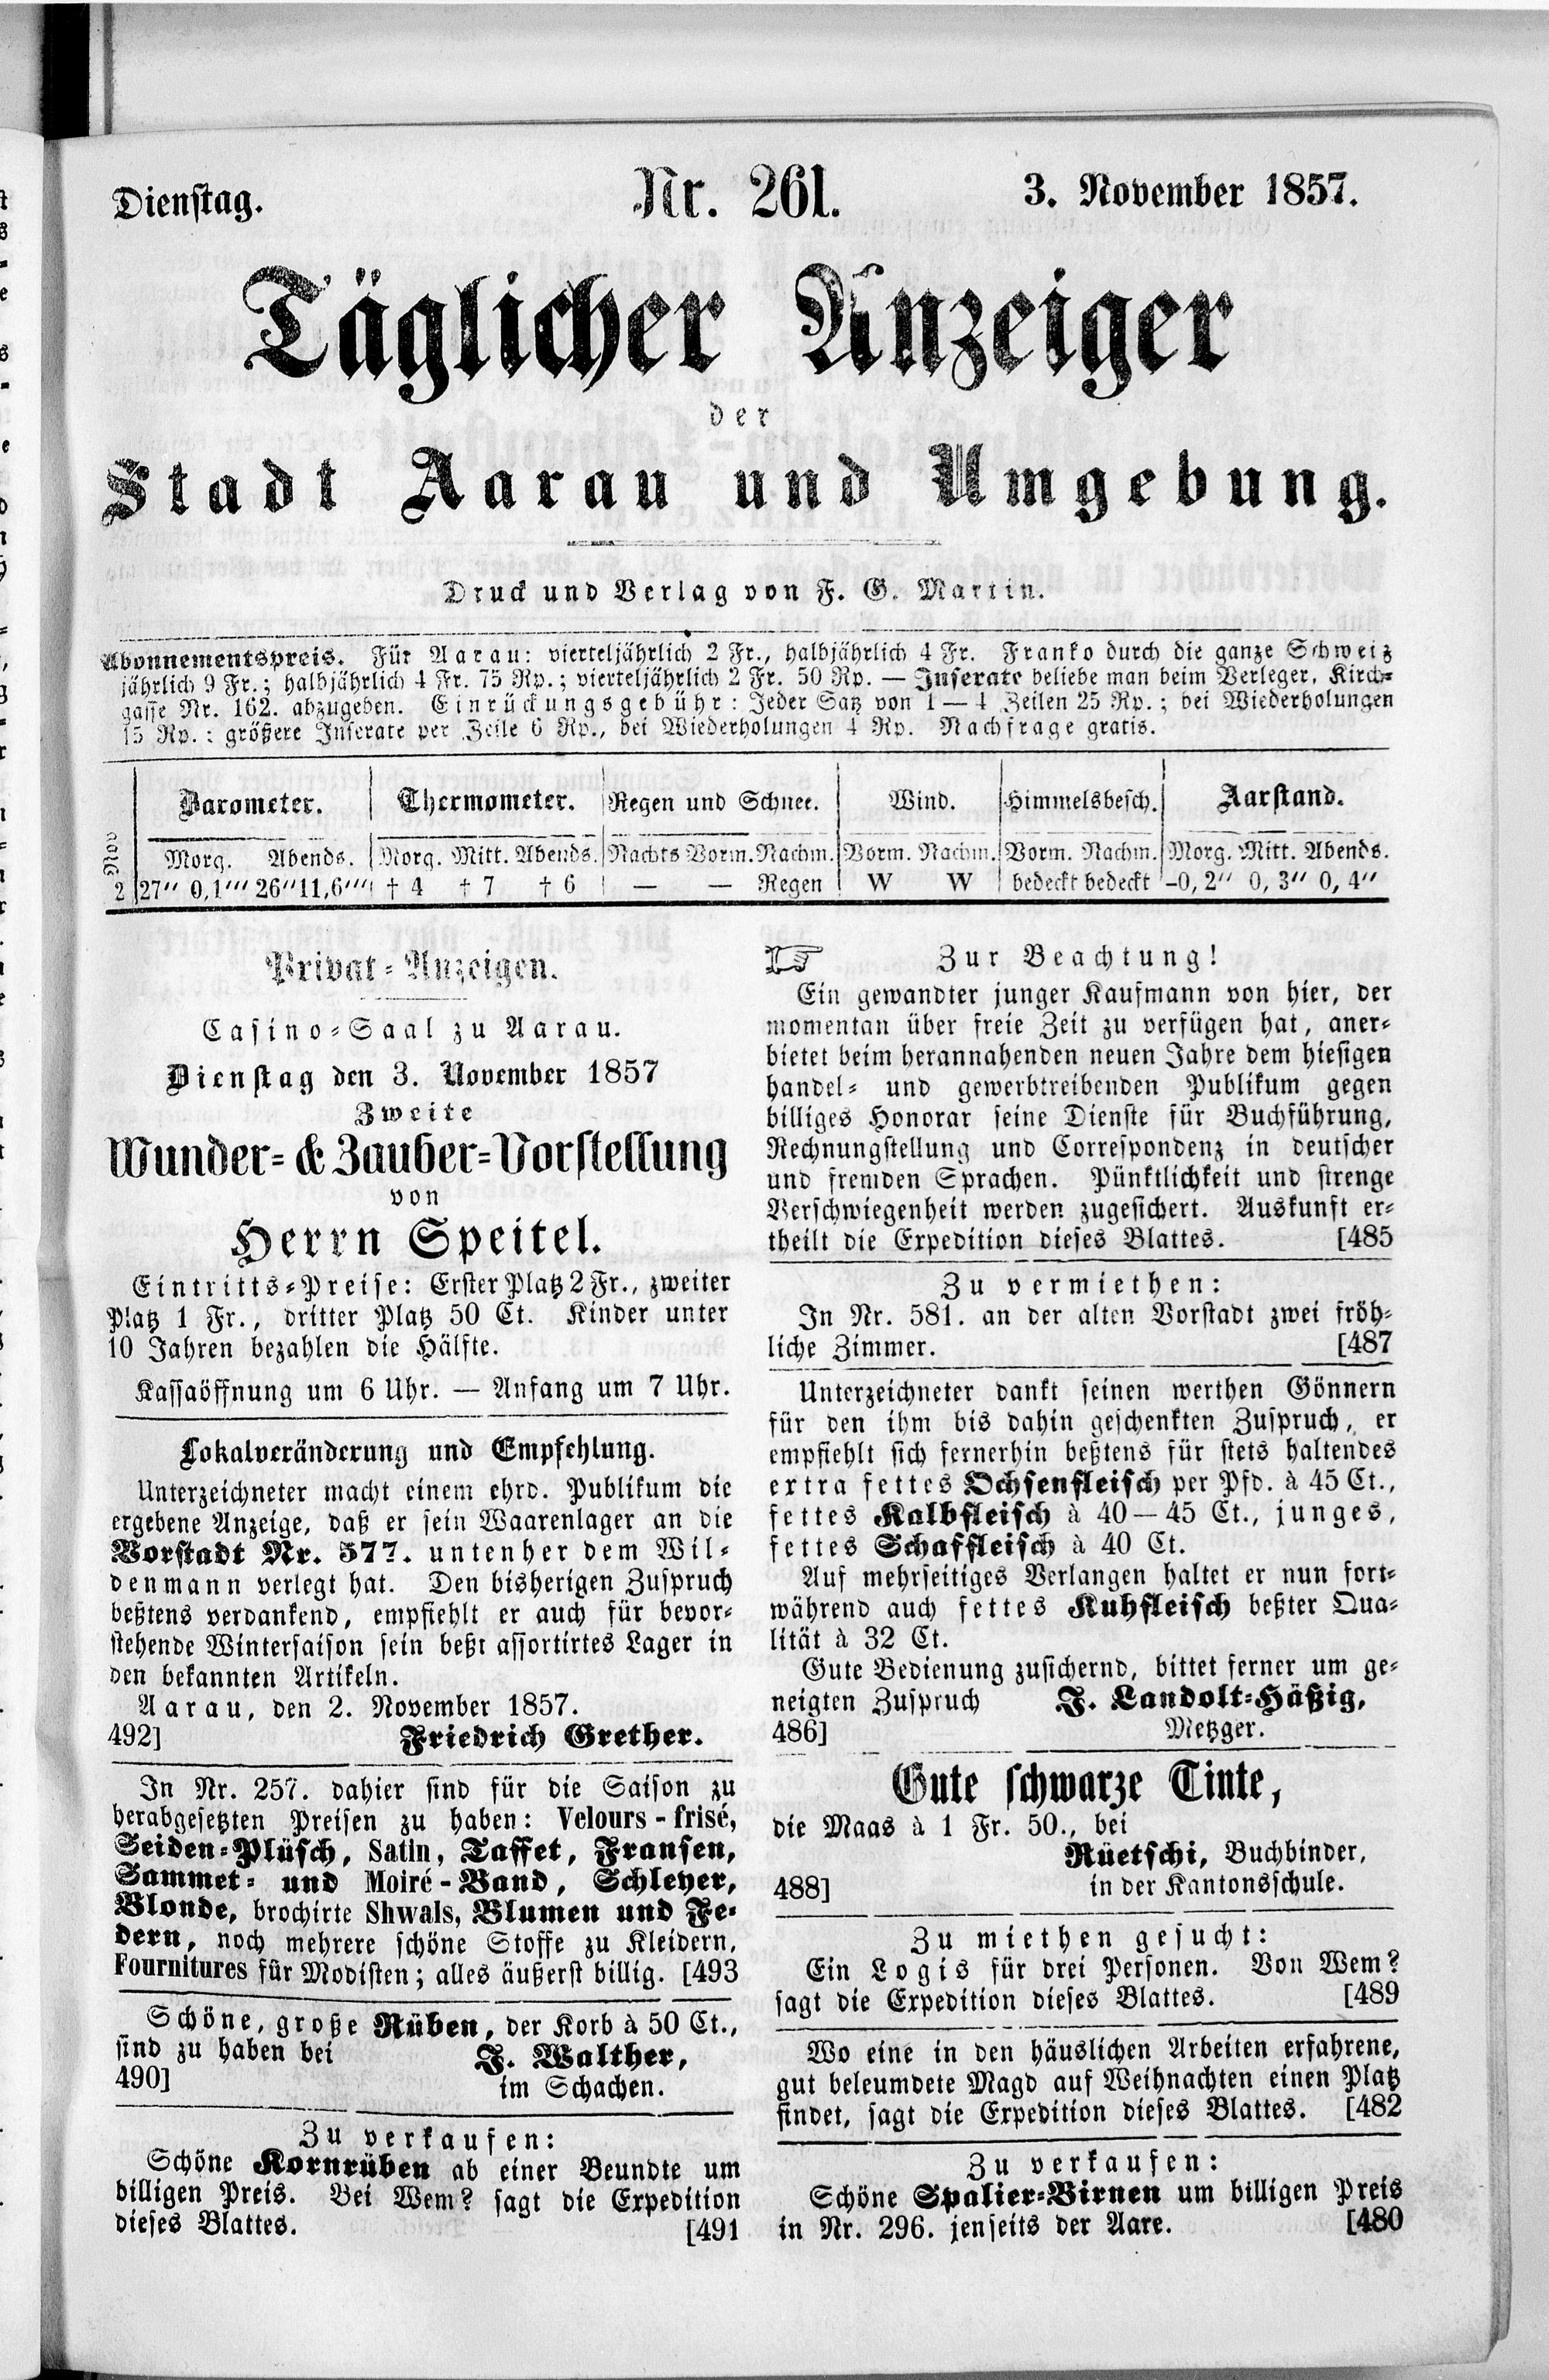 Dienstag.
Nr. 261.
3. November 1857.
Täglicher Anzeiger
der
Stadt Aarau und Umgebung.
Druck und Verlag von F. G. Martin.
Abonnementspreis. Für Aarau: vierteljährlich 2 Fr., halbjährlich 4 Fr. Franko durch die ganze Schweiz
jährlich 9 Fr.; halbjährlich 4 Fr. 75 Rp.; vierteljährlich 2 Fr. 50 Rp. — Inserate beliebe man beim Verleger, Kirch-
gasse Nr. 162. abzugeben. Einrückungsgebühr: Jeder Satz von 1—4 Zeilen 25 Rp.; bei Wiederholungen
15 Rp.: größere Inserate per Zeile 6 Rp., bei Wiederholungen 4 Rp. Nachfrage gratis.
Barometer. Thermometer. Regen und Schnee. Wind. Himmelsbesch. Aarstand.
Nov
Morg. Abends. Morg. Mitt. Abends. Nachts Vorm. Nachm. Vorm. Nachm. Vorm. Nachm. Morg. Mitt. Abends.
2 27'' 0,1''' 26''11,6''' † 4 † 7 † 6 — — Regen W W bedeckt bedeckt -0, 2'' 0, 3'' 0, 4''
Privat-Anzeigen.
Casino-Saal zu Aarau.
Dienstag den 3. November 1857
Zweite
Wunder- & Zauber-Vorstellung
von
Herrn Speitel.
Eintritts-Preise: Erster Platz 2 Fr., zweiter
Platz 1 Fr., dritter Platz 50 Ct. Kinder unter
10 Jahren bezahlen die Hälfte.
Kassaöffnung um 6 Uhr. — Anfang um 7 Uhr.
Lokalveränderung und Empfehlung.
Unterzeichneter macht einem ehrd. Publikum die
ergebene Anzeige, daß er sein Waarenlager an die
Vorstadt Nr. 577. untenher dem Wil-
denmann verlegt hat. Den bisherigen Zuspruch
beßtens verdankend, empfiehlt er auch für bevor-
stehende Wintersaison sein beßt assortirtes Lager in
den bekannten Artikeln.
Aarau, den 2. November 1857.
492] Friedrich Grether.
In Nr. 257. dahier sind für die Saison zu
herabgesetzten Preisen zu haben: Velours-frisé,
Seiden-Plüsch, Satin, Taffet, Fransen,
Sammet- und Moiré-Band, Schleyer,
Blonde, brochirte Shwals, Blumen und Fe-
dern, noch mehrere schöne Stoffe zu Kleidern,
Fournitures für Modisten; alles äußerst billig. [493
Schöne, große Rüben, der Korb à 50 Ct.,
sind zu haben bei J. Walther,
490] im Schachen.
Zu verkaufen:
Schöne Kornrüben ab einer Beundte um
billigen Preis. Bei Wem? sagt die Expedition
dieses Blattes. [491
☞ Zur Beachtung!
Ein gewandter junger Kaufmann von hier, der
momentan über freie Zeit zu verfügen hat, aner-
bietet beim herannahenden neuen Jahre dem hiesigen
handel- und gewerbtreibenden Publikum gegen
billiges Honorar seine Dienste für Buchführung,
Rechnungstellung und Correspondenz in deutscher
und fremden Sprachen. Pünktlichkeit und strenge
Verschwiegenheit werden zugesichert. Auskunft er-
theilt die Expedition dieses Blattes. [485
Zu vermiethen:
In Nr. 581. an der alten Vorstadt zwei fröh-
liche Zimmer. [487
Unterzeichneter dankt seinen werthen Gönnern
für den ihm bis dahin geschenkten Zuspruch, er
empfiehlt sich fernerhin beßtens für stets haltendes
extra fettes Ochsenfleisch per Pfd. à 45 Ct.,
fettes Kalbfleisch à 40—45 Ct., junges,
fettes Schaffleisch à 40 Ct.
Auf mehrseitiges Verlangen haltet er nun fort-
während auch fettes Kuhfleisch beßter Qua-
lität à 32 Ct.
Gute Bedienung zusichernd, bittet ferner um ge-
neigten Zuspruch J. Landolt-Häßig,
486] Metzger.
Gute schwarze Tinte,
die Maas à 1 Fr. 50., bei
Rüetschi, Buchbinder,
488] in der Kantonsschule.
Zu miethen gesucht:
Ein Logis für drei Personen. Von Wem?
sagt die Expedition dieses Blattes. [489
Wo eine in den häuslichen Arbeiten erfahrene,
gut beleumdete Magd auf Weihnachten einen Platz
findet, sagt die Expedition dieses Blattes. [482
Zu verkaufen:
Schöne Spalier-Birnen um billigen Preis
in Nr. 296. jenseits der Aare. [480